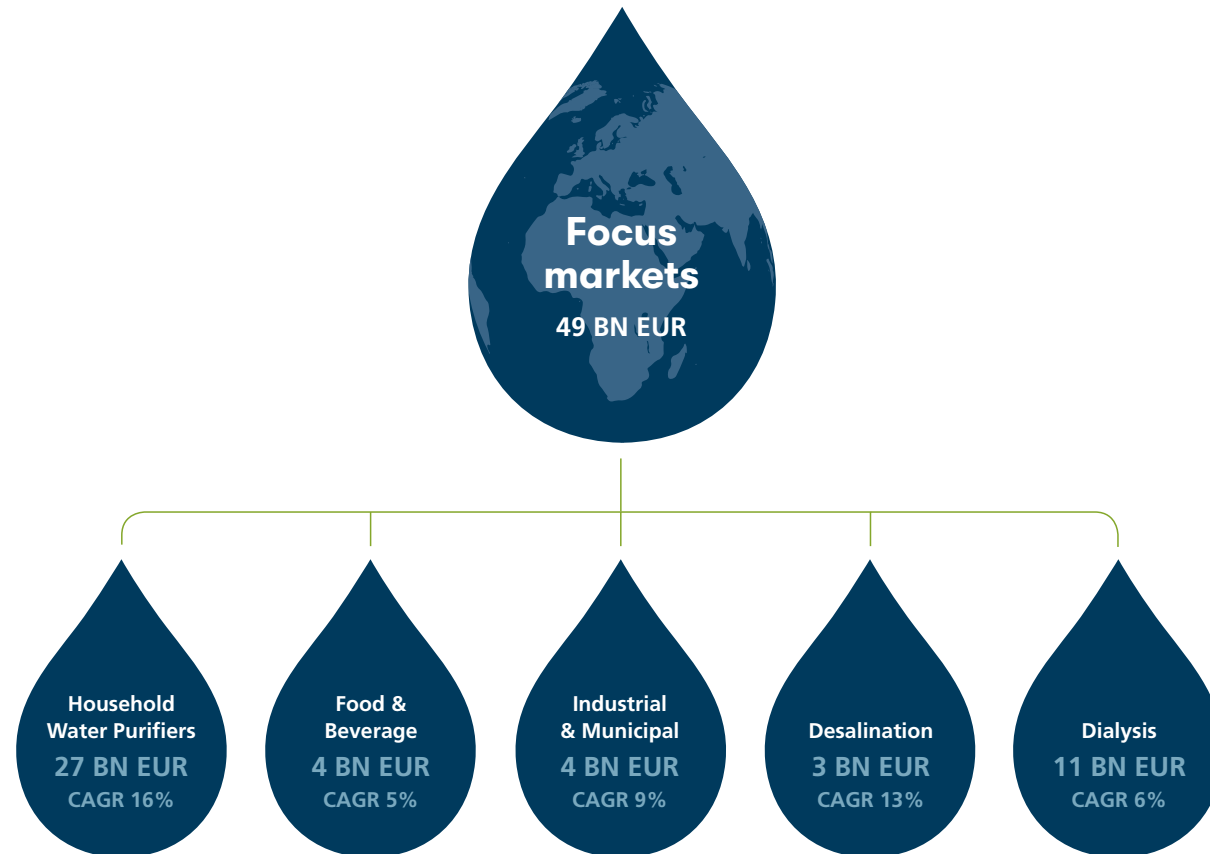 Focus
markets
49 BN EUR
Household
Water Purifiers
27 BN EUR
CAGR 16%
Food &
Beverage
4 BN EUR
CAGR 5%
Industrial
& Municipal
4 BN EUR
CAGR 9%
Desalination
3 BN EUR
CAGR 13%
Dialysis
11 BN EUR
CAGR 6%